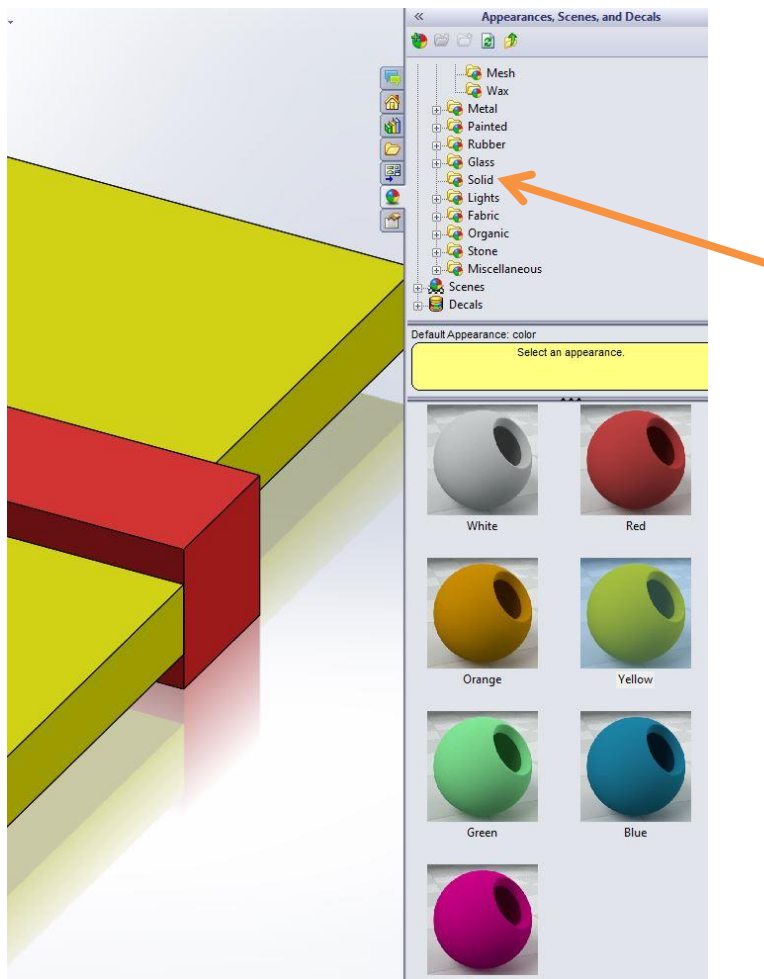 Appearances, Scenes, and Decals
Mesh
Wax
Metal
Painted
Rubber
Glass
Solid
Lights
Fabric
Organic
Stone
Miscellaneous
Scenes
Decals
Default Appearance: color
Select an appearance.
White
Red
Orange
Yellow
Green
Blue